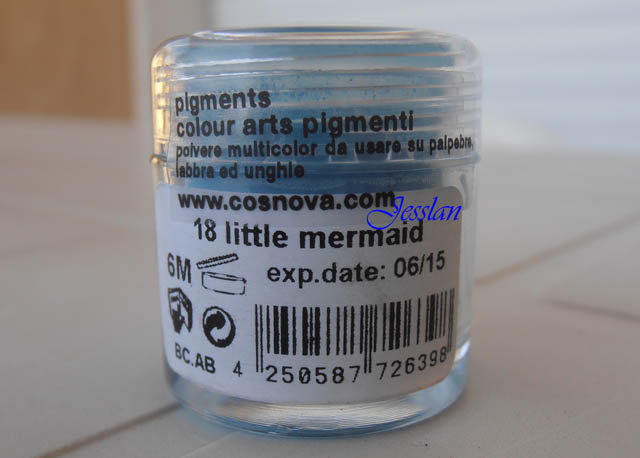 pigments
colour arts pigmenti
polvere multicolor da usare su palpebre,
labbra ed unghie
www.cosnova.com
Jesslan
18 little mermaid
6M exp.date: 06/15
BC.AB 4 250587 726398